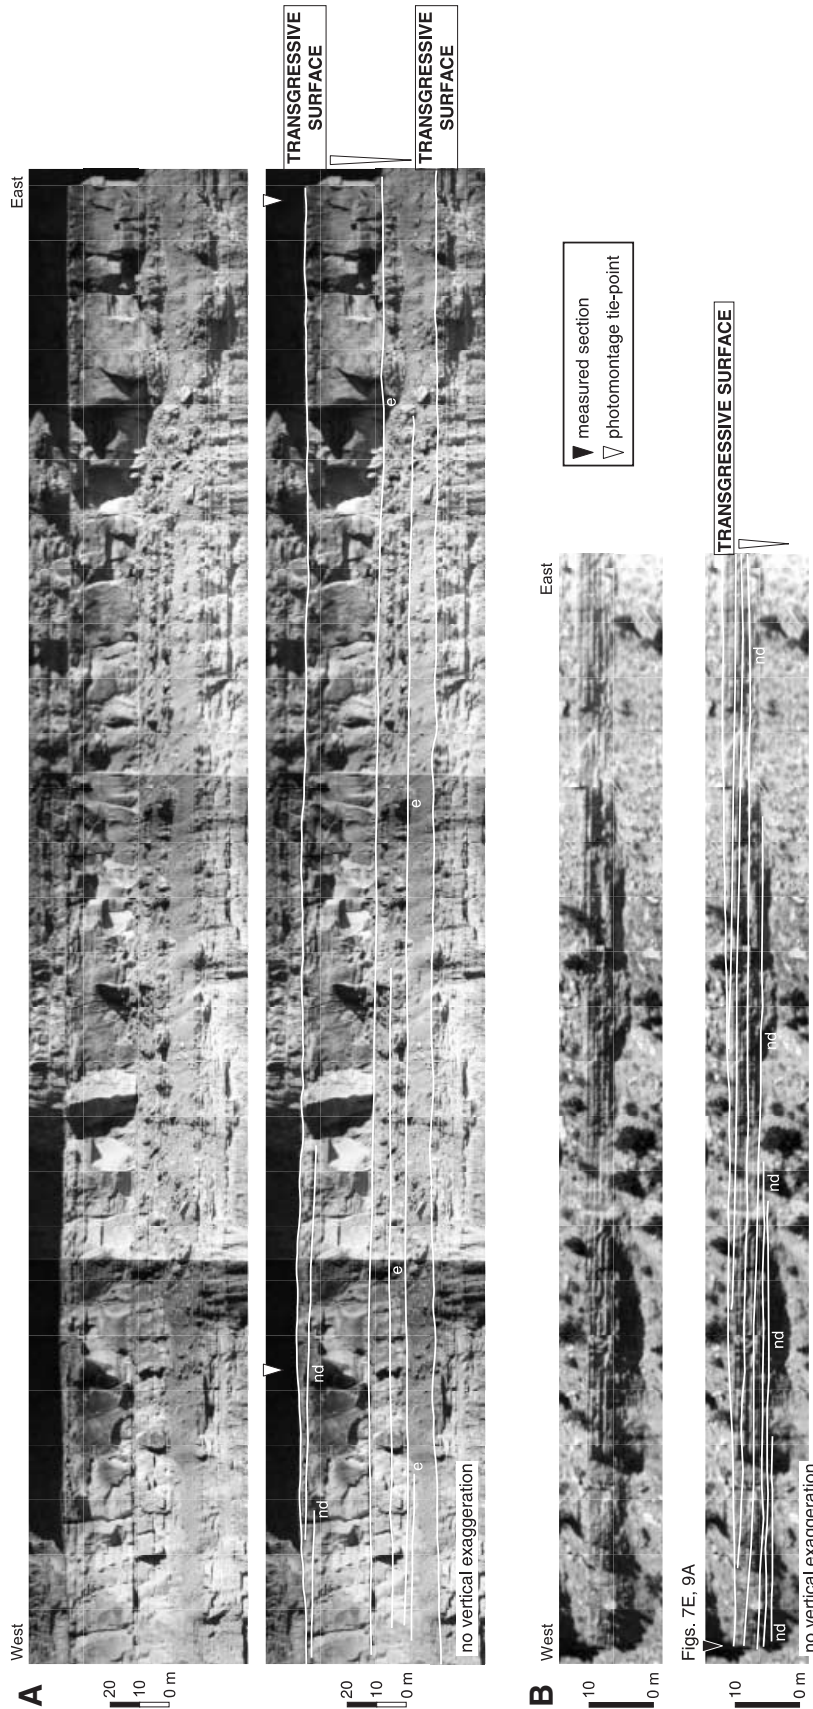 A
West
East
20
10
0 m
TRANSGRESSIVE
SURFACE
TRANSGRESSIVE
SURFACE
20
10
0 m
nd
nd
e
e
e
e
no vertical exaggeration
B
West
East
10
0 m
measured section
photomontage tie-point
Figs. 7E, 9A
TRANSGRESSIVE SURFACE
10
0 m
nd
nd
nd
nd
nd
no vertical exaggeration